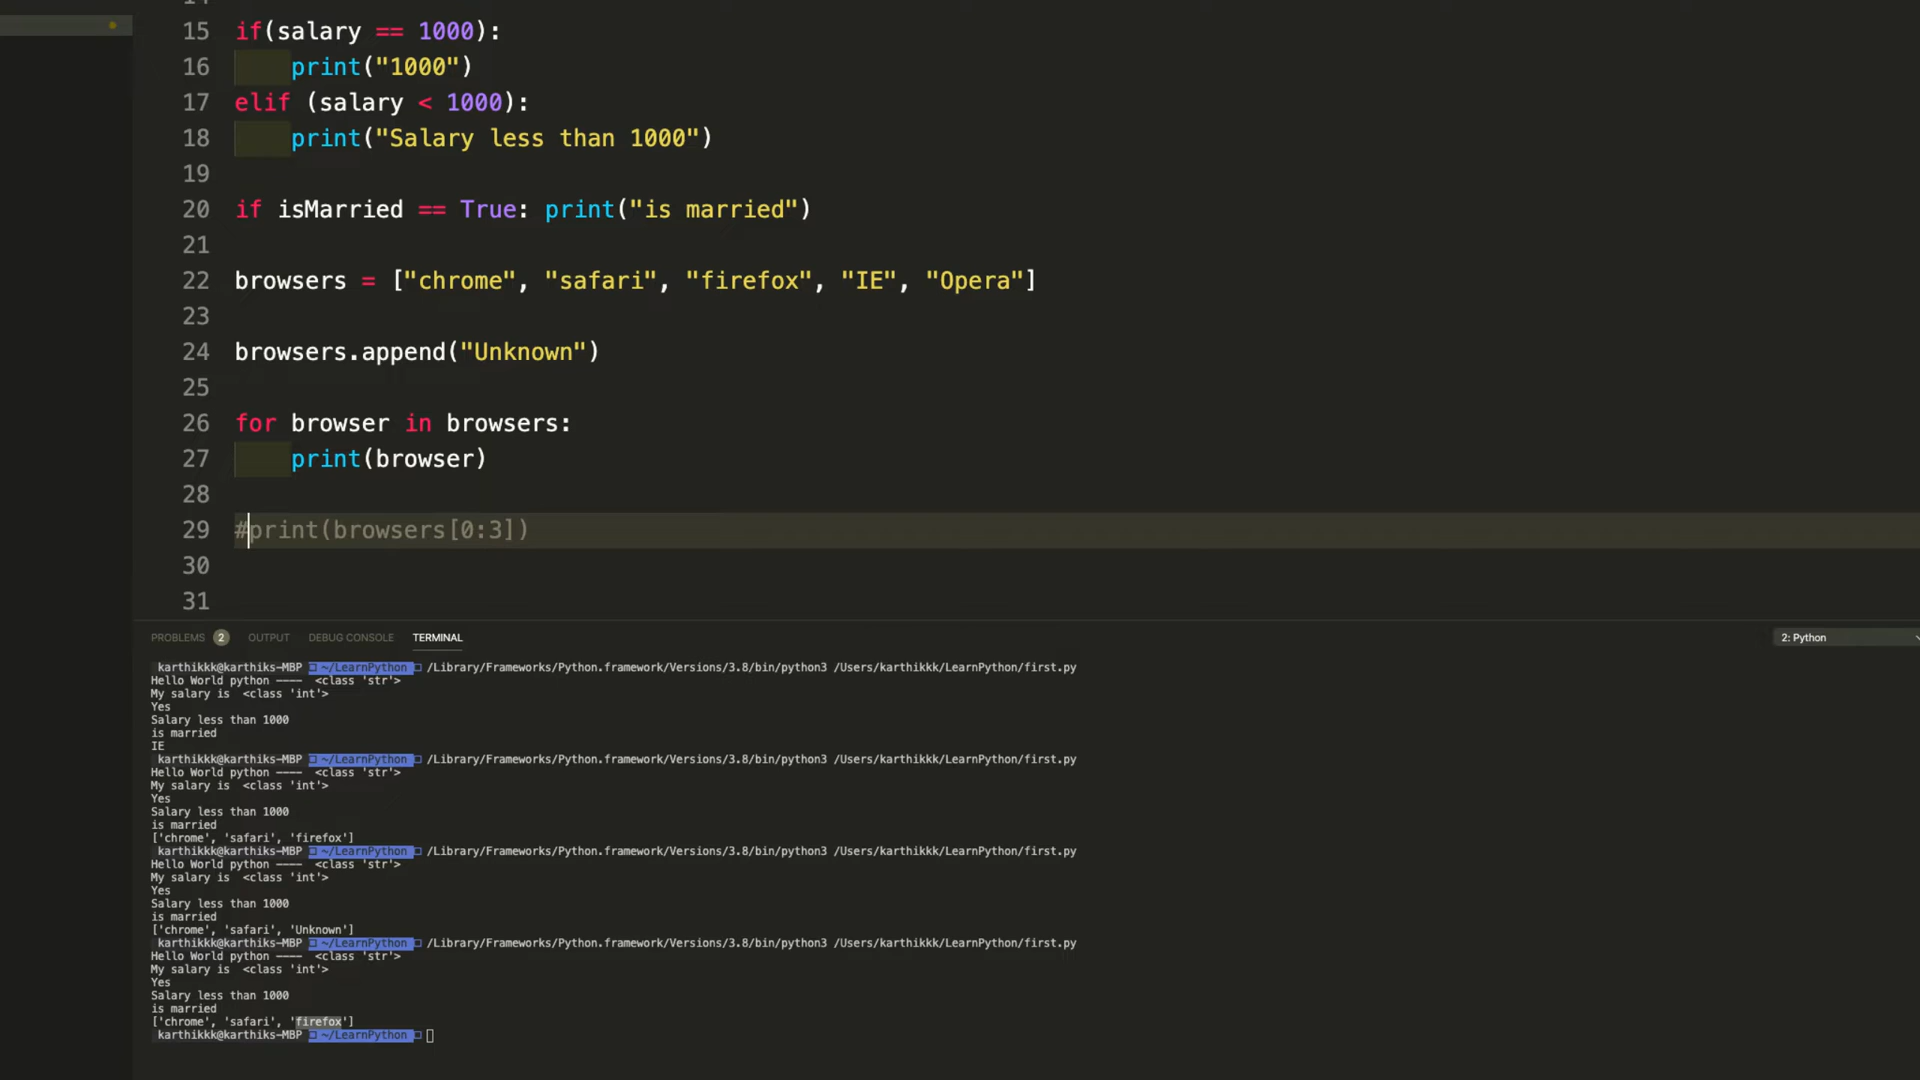 15 if(salary == 1000):
16     print("1000")
17 elif (salary < 1000):
18     print("Salary less than 1000")
19
20 if isMarried == True: print("is married")
21
22 browsers = ["chrome", "safari", "firefox", "IE", "Opera"]
23
24 browsers.append("Unknown")
25
26 for browser in browsers:
27     print(browser)
28
29 #print(browsers[0:3])
30
31
PROBLEMS 2 OUTPUT DEBUG CONSOLE TERMINAL 2: Python
karthikkk@karthiks-MBP ~/LearnPython /Library/Frameworks/Python.framework/Versions/3.8/bin/python3 /Users/karthikkk/LearnPython/first.py
Hello World python ---- <class 'str'>
My salary is <class 'int'>
Yes
Salary less than 1000
is married
IE
karthikkk@karthiks-MBP ~/LearnPython /Library/Frameworks/Python.framework/Versions/3.8/bin/python3 /Users/karthikkk/LearnPython/first.py
Hello World python ---- <class 'str'>
My salary is <class 'int'>
Yes
Salary less than 1000
is married
['chrome', 'safari', 'firefox']
karthikkk@karthiks-MBP ~/LearnPython /Library/Frameworks/Python.framework/Versions/3.8/bin/python3 /Users/karthikkk/LearnPython/first.py
Hello World python ---- <class 'str'>
My salary is <class 'int'>
Yes
Salary less than 1000
is married
['chrome', 'safari', 'Unknown']
karthikkk@karthiks-MBP ~/LearnPython /Library/Frameworks/Python.framework/Versions/3.8/bin/python3 /Users/karthikkk/LearnPython/first.py
Hello World python ---- <class 'str'>
My salary is <class 'int'>
Yes
Salary less than 1000
is married
['chrome', 'safari', 'firefox']
karthikkk@karthiks-MBP ~/LearnPython